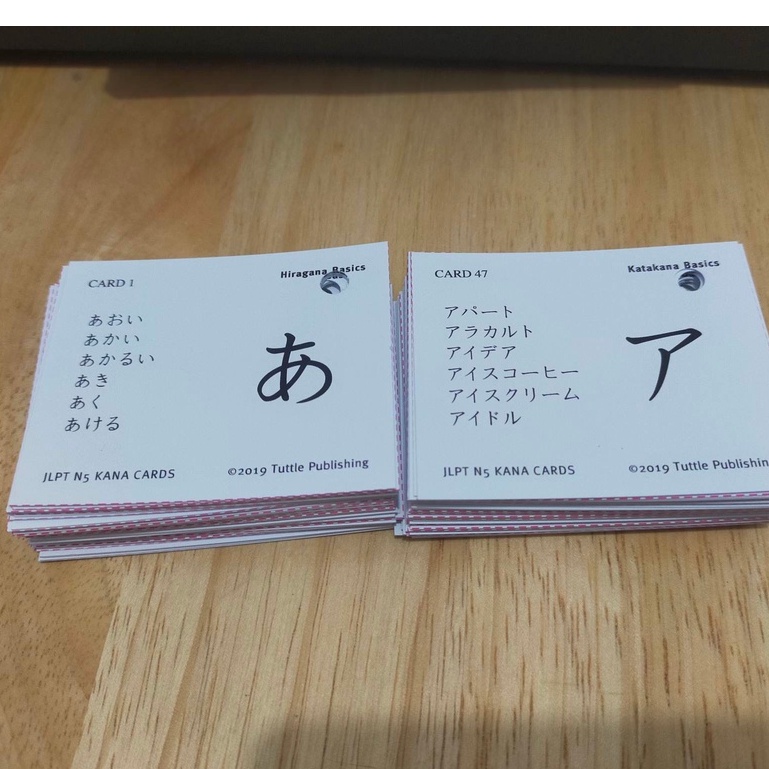 CARD 1
Hiragana Basics
あおい
あかい
あかるい
あき
あく
あける
あ
JLPT N5 KANA CARDS
©2019 Tuttle Publishing
CARD 47
Katakana Basics
アパート
アラカルト
アイデア
アイスコーヒー
アイスクリーム
アイドル
ア
JLPT N5 KANA CARDS
©2019 Tuttle Publishin